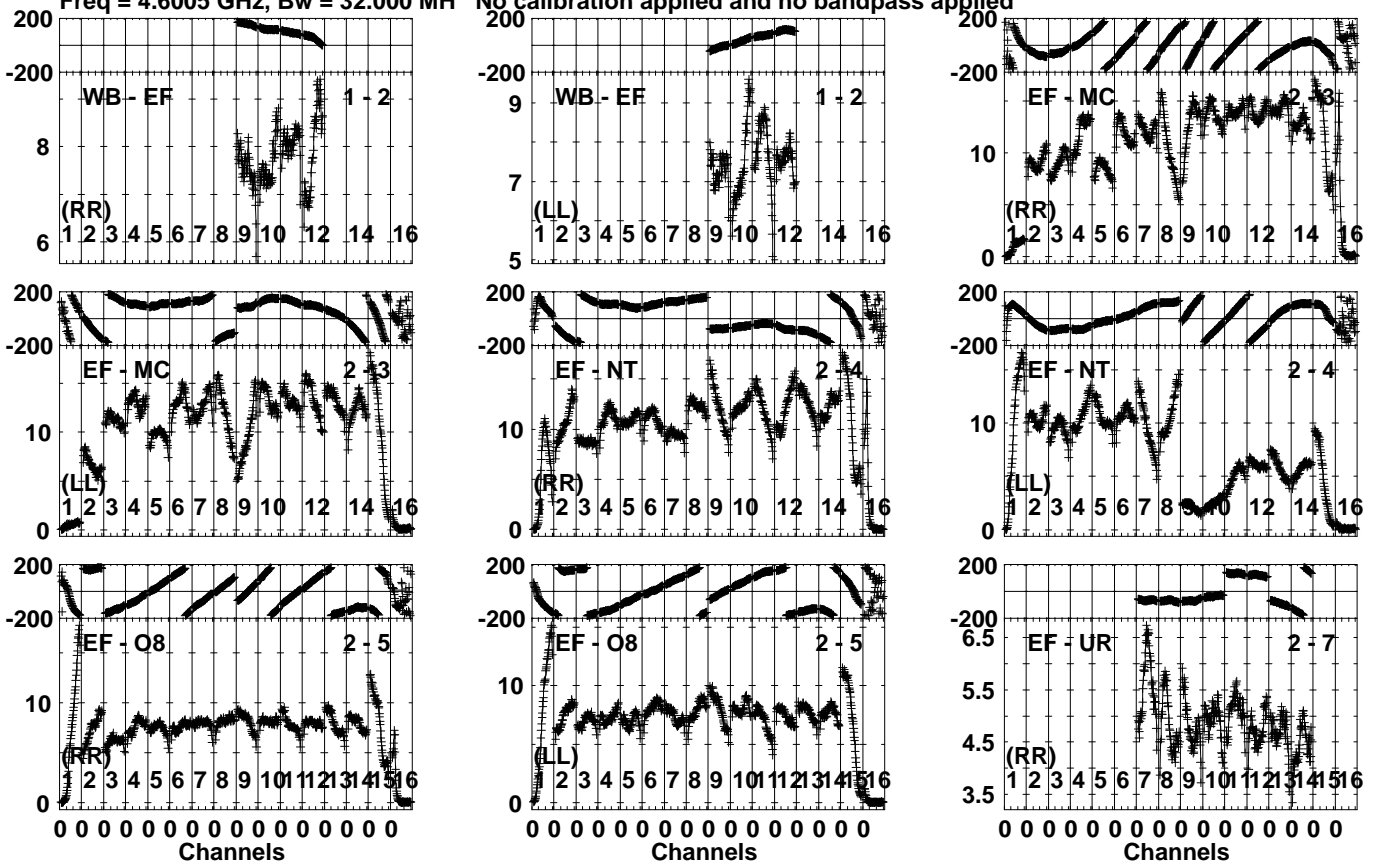 Freq = 4.6005 GHz, Bw = 32.000 MH No calibration applied and no bandpass applied
200
-200
WB - EF 1 - 2
8
6
(RR)
1 2 3 4 5 6 7 8 9 10 12 14 16
WB - EF 1 - 2
9
7
5
(LL)
1 2 3 4 5 6 7 8 9 10 12 14 16
200
-200
EF - MC 2 - 3
10
0
(RR)
1 2 3 4 5 6 7 8 9 10 12 14 16
200
-200
EF - MC 2 - 3
10
0
(LL)
1 2 3 4 5 6 7 8 9 10 12 14 16
200
-200
EF - NT 2 - 4
10
0
(RR)
1 2 3 4 5 6 7 8 9 10 12 14 16
200
-200
EF - NT 2 - 4
10
0
(LL)
1 2 3 4 5 6 7 8 9 10 12 14 16
200
-200
EF - O8 2 - 5
10
0
(RR)
1 2 3 4 5 6 7 8 9 10 11 12 13 14 15 16
0 0 0 0 0 0 0 0 0 0 0 0 0 0 0 0
Channels
200
-200
EF - O8 2 - 5
10
0
(LL)
1 2 3 4 5 6 7 8 9 10 11 12 13 14 15 16
0 0 0 0 0 0 0 0 0 0 0 0 0 0 0 0
Channels
200
-200
EF - UR 2 - 7
6.5
5.5
4.5
3.5
(RR)
1 2 3 4 5 6 7 8 9 10 11 12 13 14 15 16
0 0 0 0 0 0 0 0 0 0 0 0 0 0 0 0
Channels